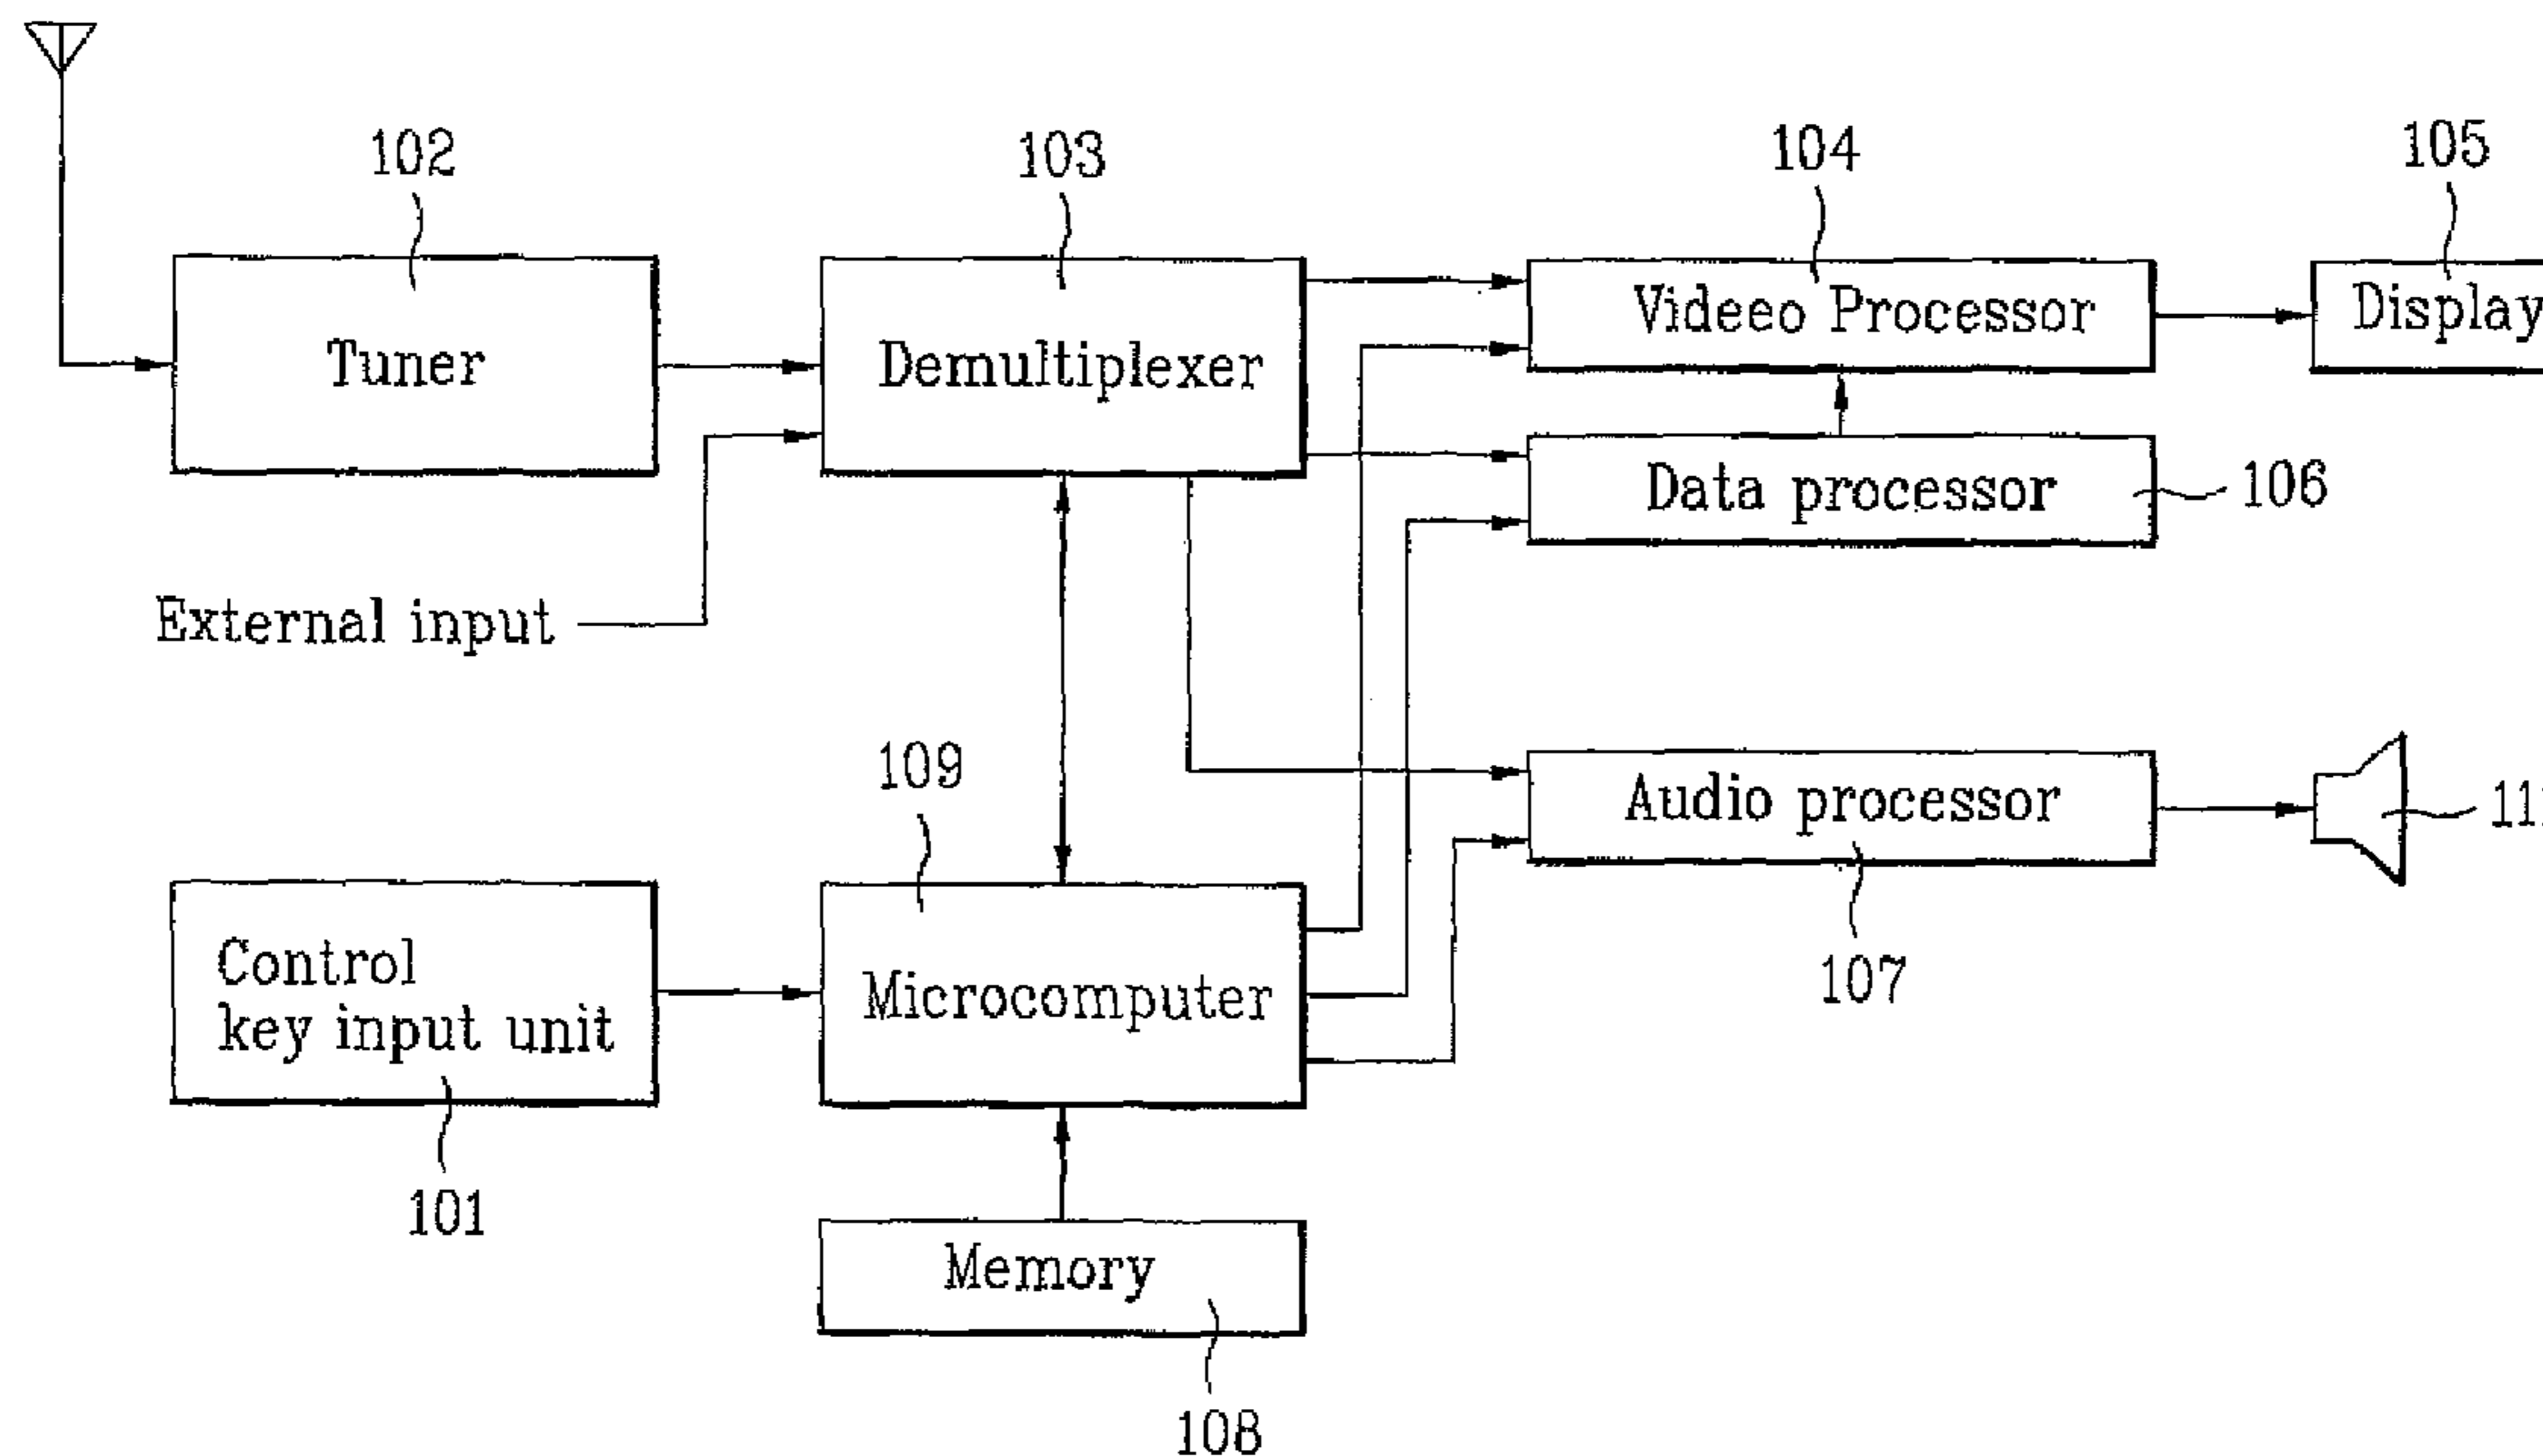 102
103
104
105
Tuner
Demultiplexer
Videeo Processor
Display
Data processor
106
External input
109
Audio processor
107
Control
key input unit
101
Microcomputer
Memory
108